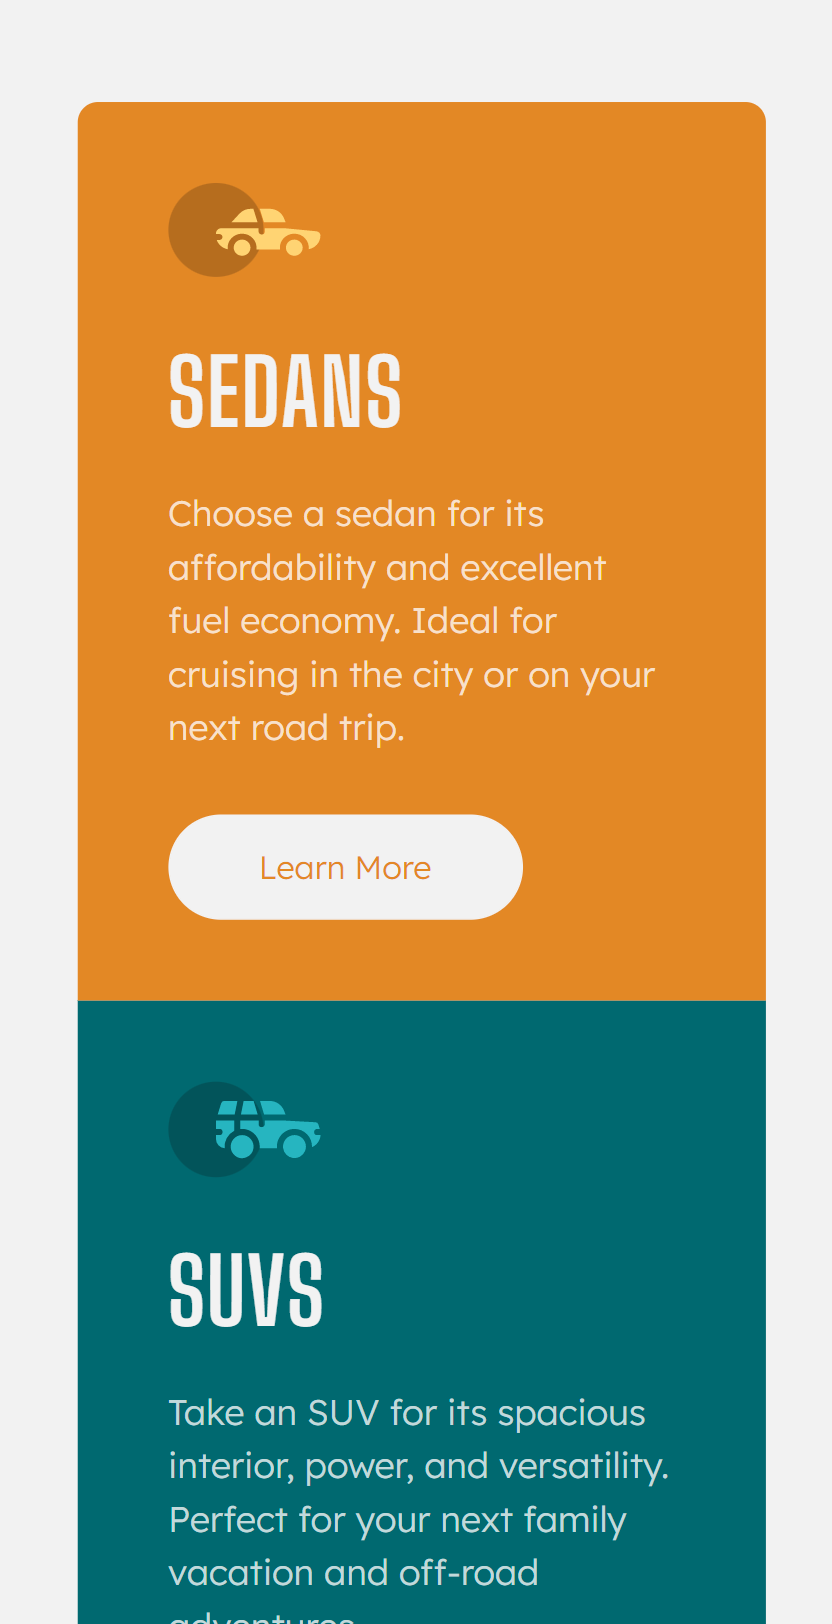 SEDANS
Choose a sedan for its
affordability and excellent
fuel economy. Ideal for
cruising in the city or on your
next road trip.
Learn More
SUVS
Take an SUV for its spacious
interior, power, and versatility.
Perfect for your next family
vacation and off-road
adventures.